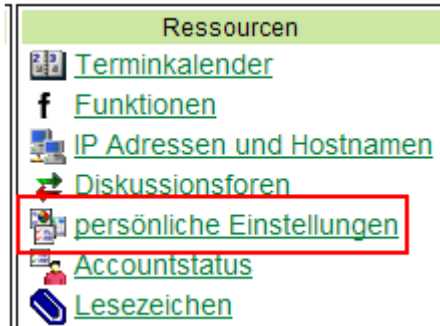 Ressourcen
Terminkalender
f Funktionen
IP Adressen und Hostnamen
Diskussionsforen
persönliche Einstellungen
Accountstatus
Lesezeichen